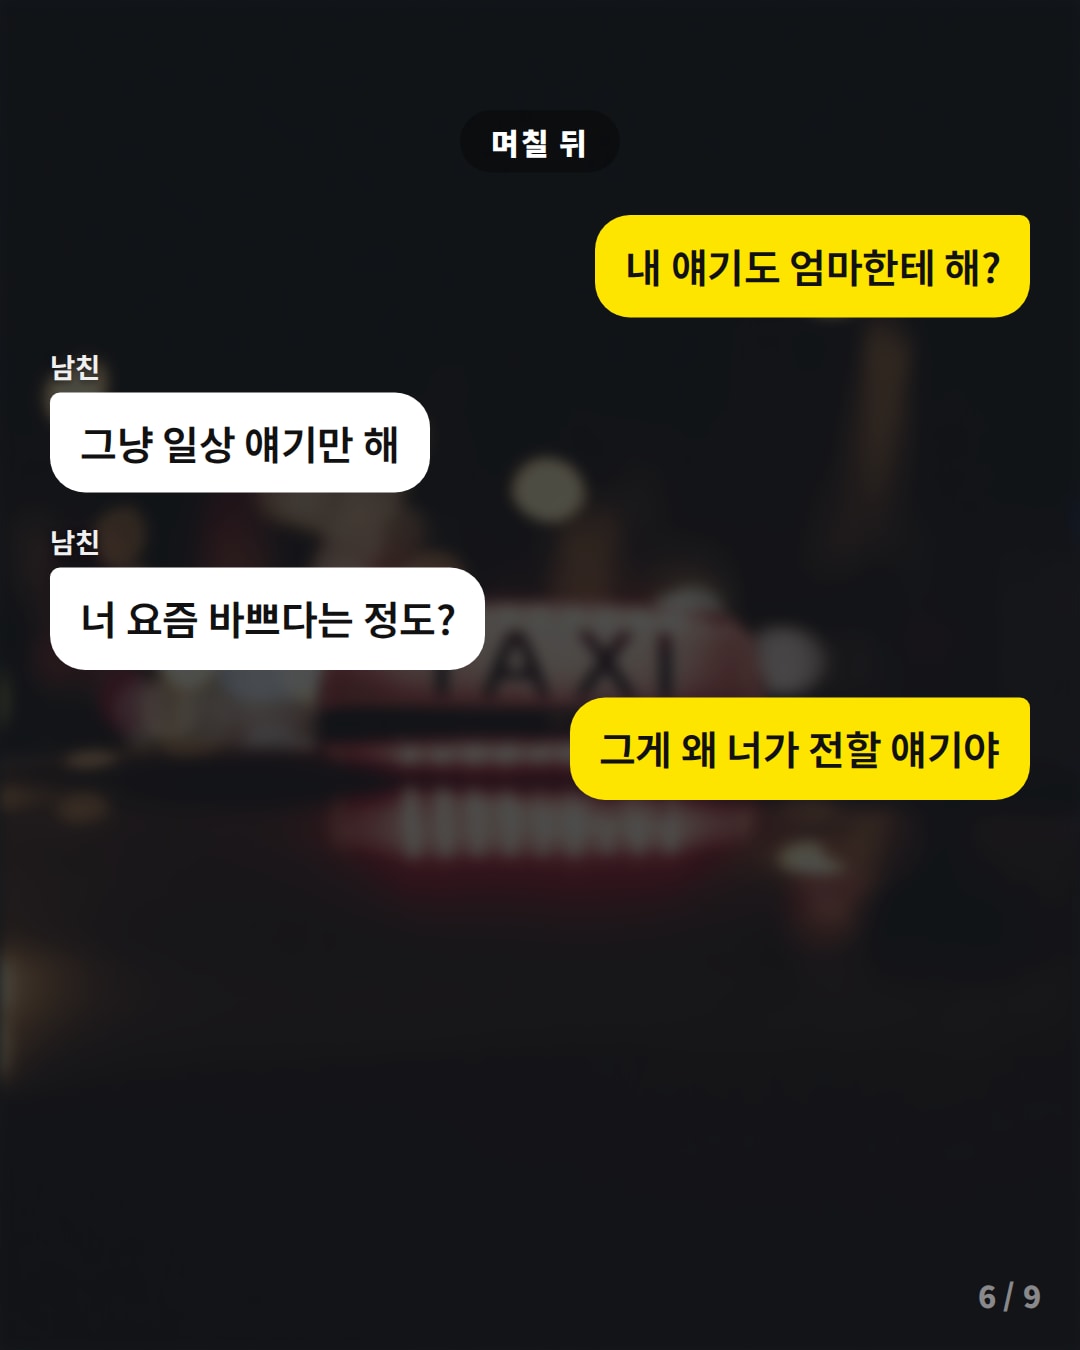 며칠 뒤
내 얘기도 엄마한테 해?
남친
그냥 일상 얘기만 해
남친
너 요즘 바쁘다는 정도?
TAXI
그게 왜 너가 전할 얘기야
6 / 9